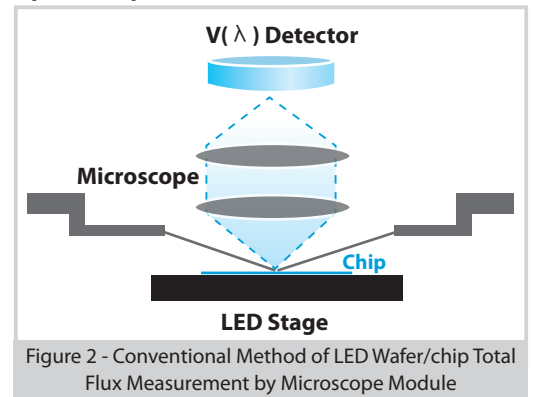 V( λ ) Detector
Microscope
Chip
LED Stage
Figure 2 - Conventional Method of LED Wafer/chip Total
Flux Measurement by Microscope Module